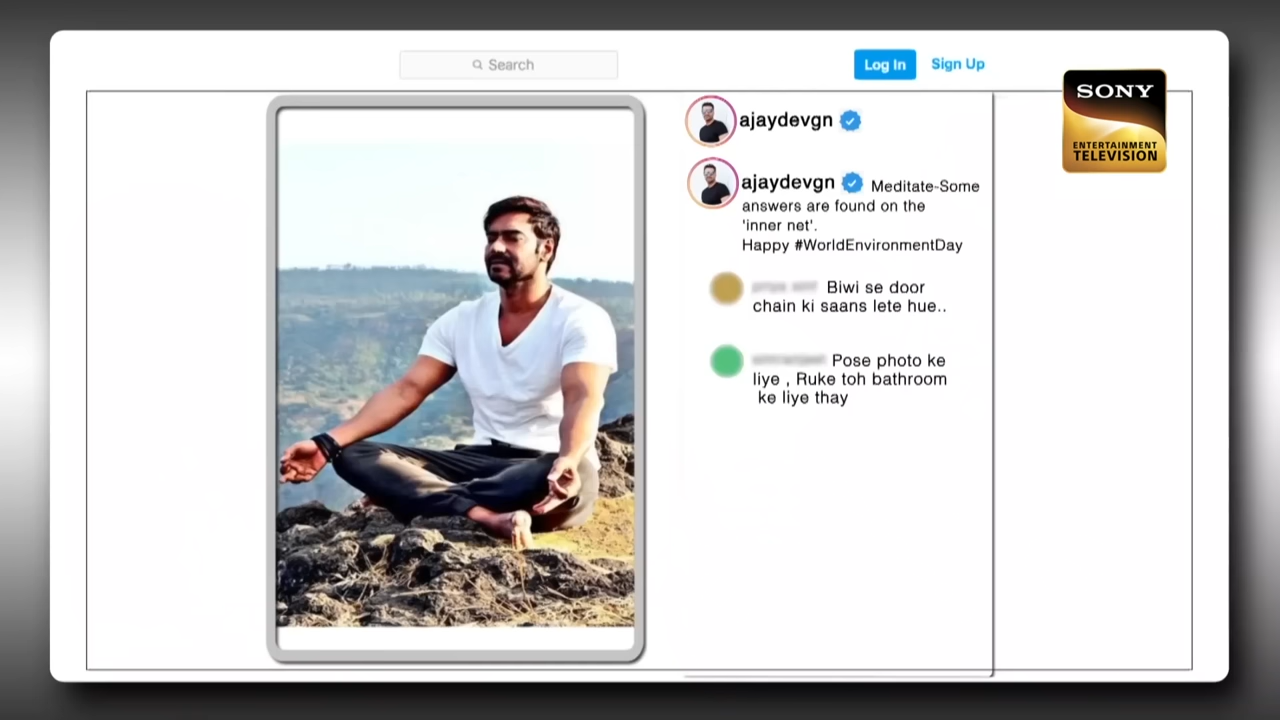 Search
Log In
Sign Up
SONY
ENTERTAINMENT
TELEVISION
ajaydevgn
ajaydevgn Meditate-Some
answers are found on the
'inner net'.
Happy #WorldEnvironmentDay
Biwi se door
chain ki saans lete hue..
Pose photo ke
liye , Ruke toh bathroom
ke liye thay